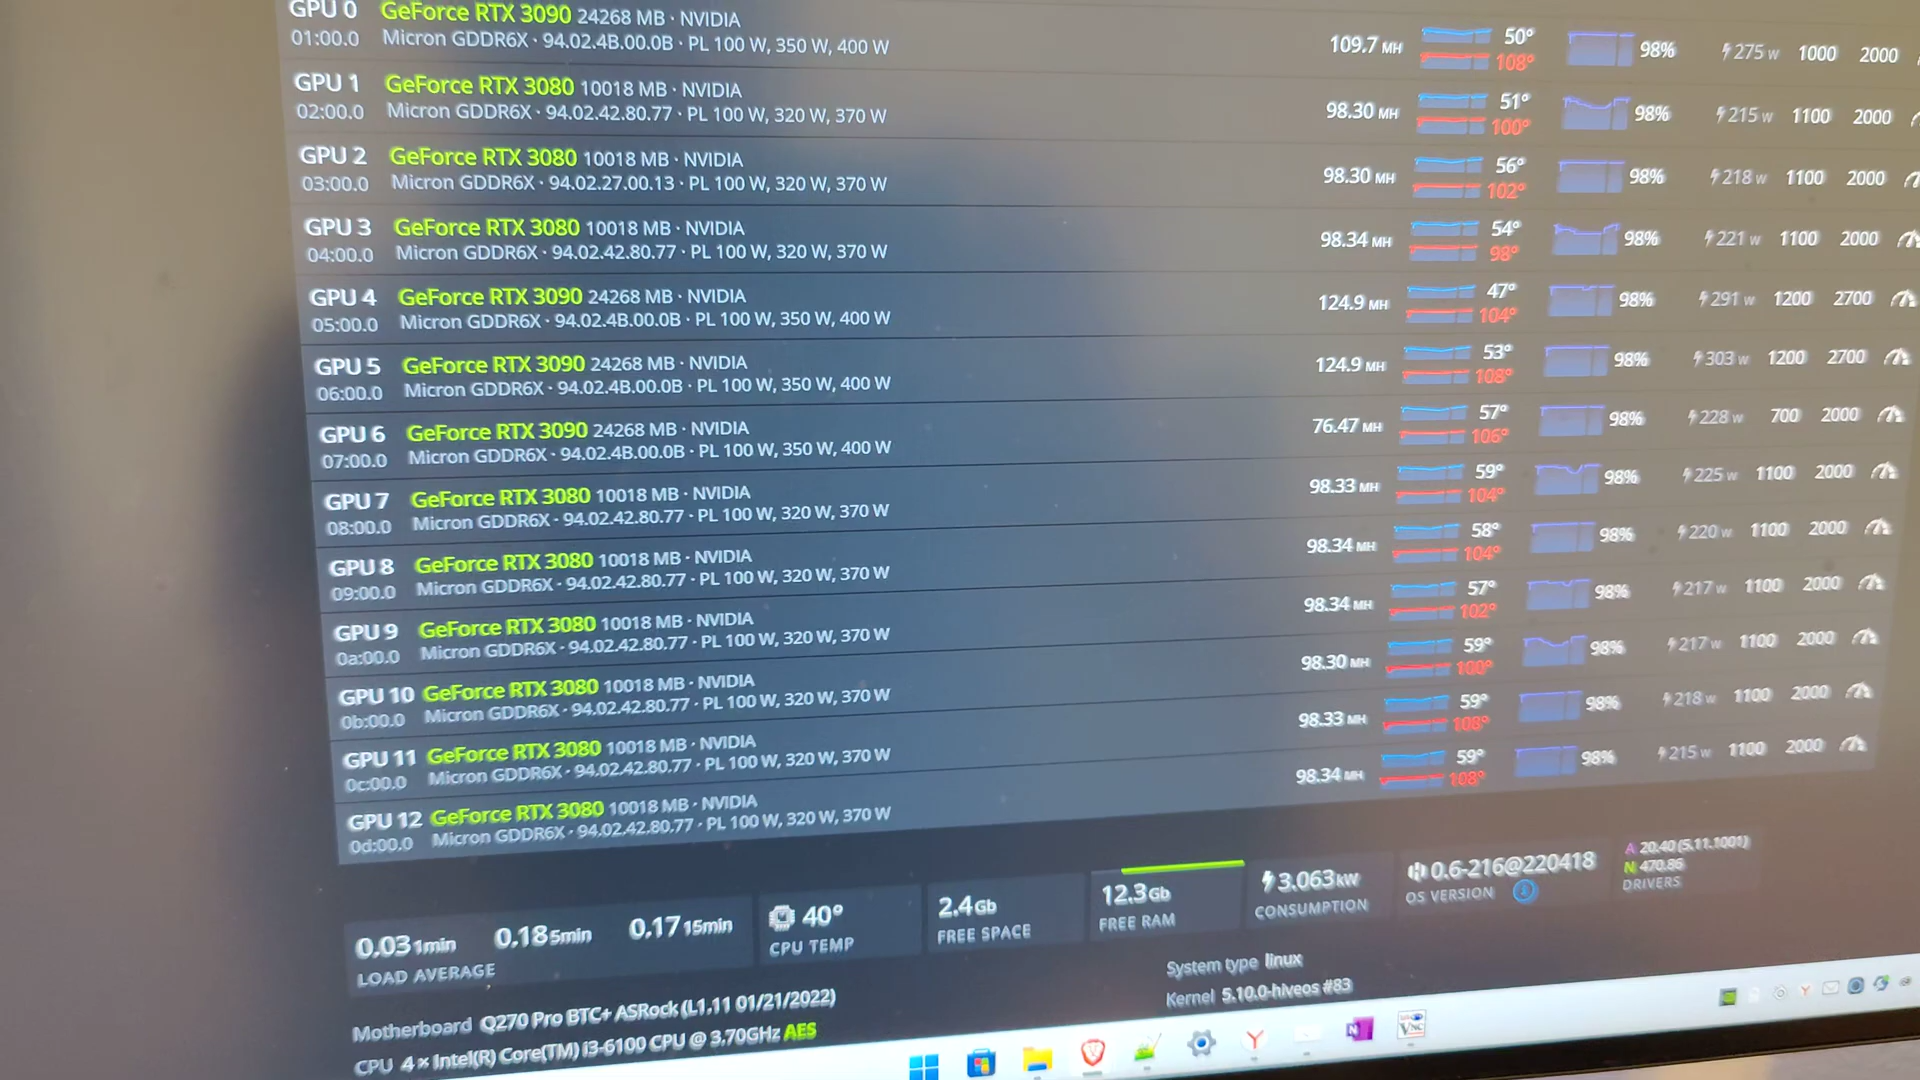 GPU 0 GeForce RTX 3090 24268 MB · NVIDIA
01:00.0 Micron GDDR6X · 94.02.4B.00.0B · PL 100 W, 350 W, 400 W
109.7 MH 50° 108° 98% 275 W 1000 2000
GPU 1 GeForce RTX 3080 10018 MB · NVIDIA
02:00.0 Micron GDDR6X · 94.02.42.80.77 · PL 100 W, 320 W, 370 W
98.30 MH 51° 100° 98% 215 W 1100 2000
GPU 2 GeForce RTX 3080 10018 MB · NVIDIA
03:00.0 Micron GDDR6X · 94.02.27.00.13 · PL 100 W, 320 W, 370 W
98.30 MH 56° 102° 98% 218 W 1100 2000
GPU 3 GeForce RTX 3080 10018 MB · NVIDIA
04:00.0 Micron GDDR6X · 94.02.42.80.77 · PL 100 W, 320 W, 370 W
98.34 MH 54° 98° 98% 221 W 1100 2000
GPU 4 GeForce RTX 3090 24268 MB · NVIDIA
05:00.0 Micron GDDR6X · 94.02.4B.00.0B · PL 100 W, 350 W, 400 W
124.9 MH 47° 104° 98% 291 W 1200 2700
GPU 5 GeForce RTX 3090 24268 MB · NVIDIA
06:00.0 Micron GDDR6X · 94.02.4B.00.0B · PL 100 W, 350 W, 400 W
124.9 MH 53° 108° 98% 303 W 1200 2700
GPU 6 GeForce RTX 3090 24268 MB · NVIDIA
07:00.0 Micron GDDR6X · 94.02.4B.00.0B · PL 100 W, 350 W, 400 W
76.47 MH 57° 106° 98% 228 W 700 2000
GPU 7 GeForce RTX 3080 10018 MB · NVIDIA
08:00.0 Micron GDDR6X · 94.02.42.80.77 · PL 100 W, 320 W, 370 W
98.33 MH 59° 104° 98% 225 W 1100 2000
GPU 8 GeForce RTX 3080 10018 MB · NVIDIA
09:00.0 Micron GDDR6X · 94.02.42.80.77 · PL 100 W, 320 W, 370 W
98.34 MH 58° 104° 98% 220 W 1100 2000
GPU 9 GeForce RTX 3080 10018 MB · NVIDIA
0a:00.0 Micron GDDR6X · 94.02.42.80.77 · PL 100 W, 320 W, 370 W
98.34 MH 57° 102° 98% 217 W 1100 2000
GPU 10 GeForce RTX 3080 10018 MB · NVIDIA
0b:00.0 Micron GDDR6X · 94.02.42.80.77 · PL 100 W, 320 W, 370 W
98.30 MH 59° 100° 98% 217 W 1100 2000
GPU 11 GeForce RTX 3080 10018 MB · NVIDIA
0c:00.0 Micron GDDR6X · 94.02.42.80.77 · PL 100 W, 320 W, 370 W
98.33 MH 59° 108° 98% 218 W 1100 2000
GPU 12 GeForce RTX 3080 10018 MB · NVIDIA
0d:00.0 Micron GDDR6X · 94.02.42.80.77 · PL 100 W, 320 W, 370 W
98.34 MH 59° 108° 98% 215 W 1100 2000
0.03 1min 0.18 5min 0.17 15min
LOAD AVERAGE
40°
CPU TEMP
2.4 Gb
FREE SPACE
12.3 Gb
FREE RAM
3.063 kW
CONSUMPTION
0.6-216@220418
OS VERSION
A 20.40 (5.11.1001)
N 470.86
DRIVERS
Motherboard Q270 Pro BTC+ ASRock (L1.11 01/21/2022)
CPU 4 × Intel(R) Core(TM) i3-6100 CPU @ 3.70GHz AES
System type linux
Kernel 5.10.0-hiveos #83